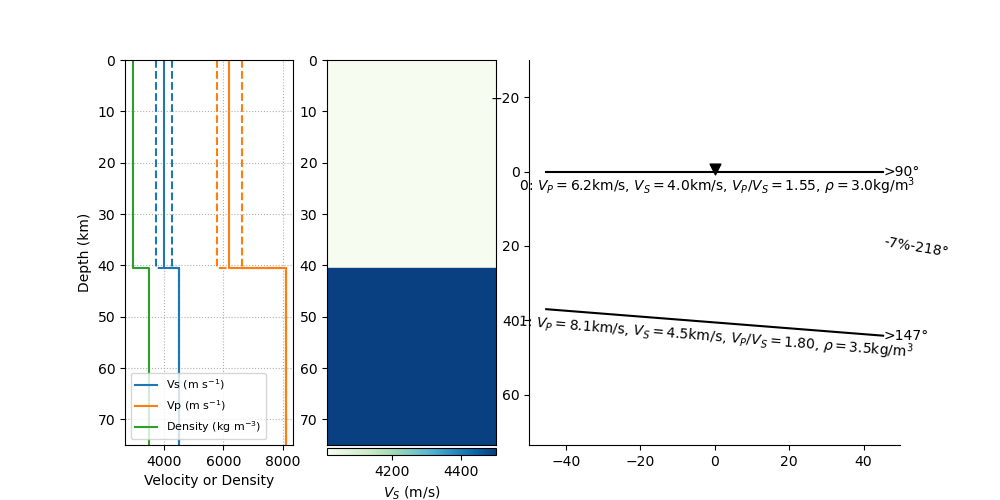 0
10
20
30
40
50
60
70
Depth (km)
4000 6000 8000
Velocity or Density
Vs (m s⁻¹)
Vp (m s⁻¹)
Density (kg m⁻³)
0
10
20
30
40
50
60
70
4200 4400
V_S (m/s)
−20
0
20
40
60
−40 −20 0 20 40
>90°
0: V_P = 6.2km/s, V_S = 4.0km/s, V_P/V_S = 1.55, ρ = 3.0kg/m³
-7%-218°
>147°
1: V_P = 8.1km/s, V_S = 4.5km/s, V_P/V_S = 1.80, ρ = 3.5kg/m³